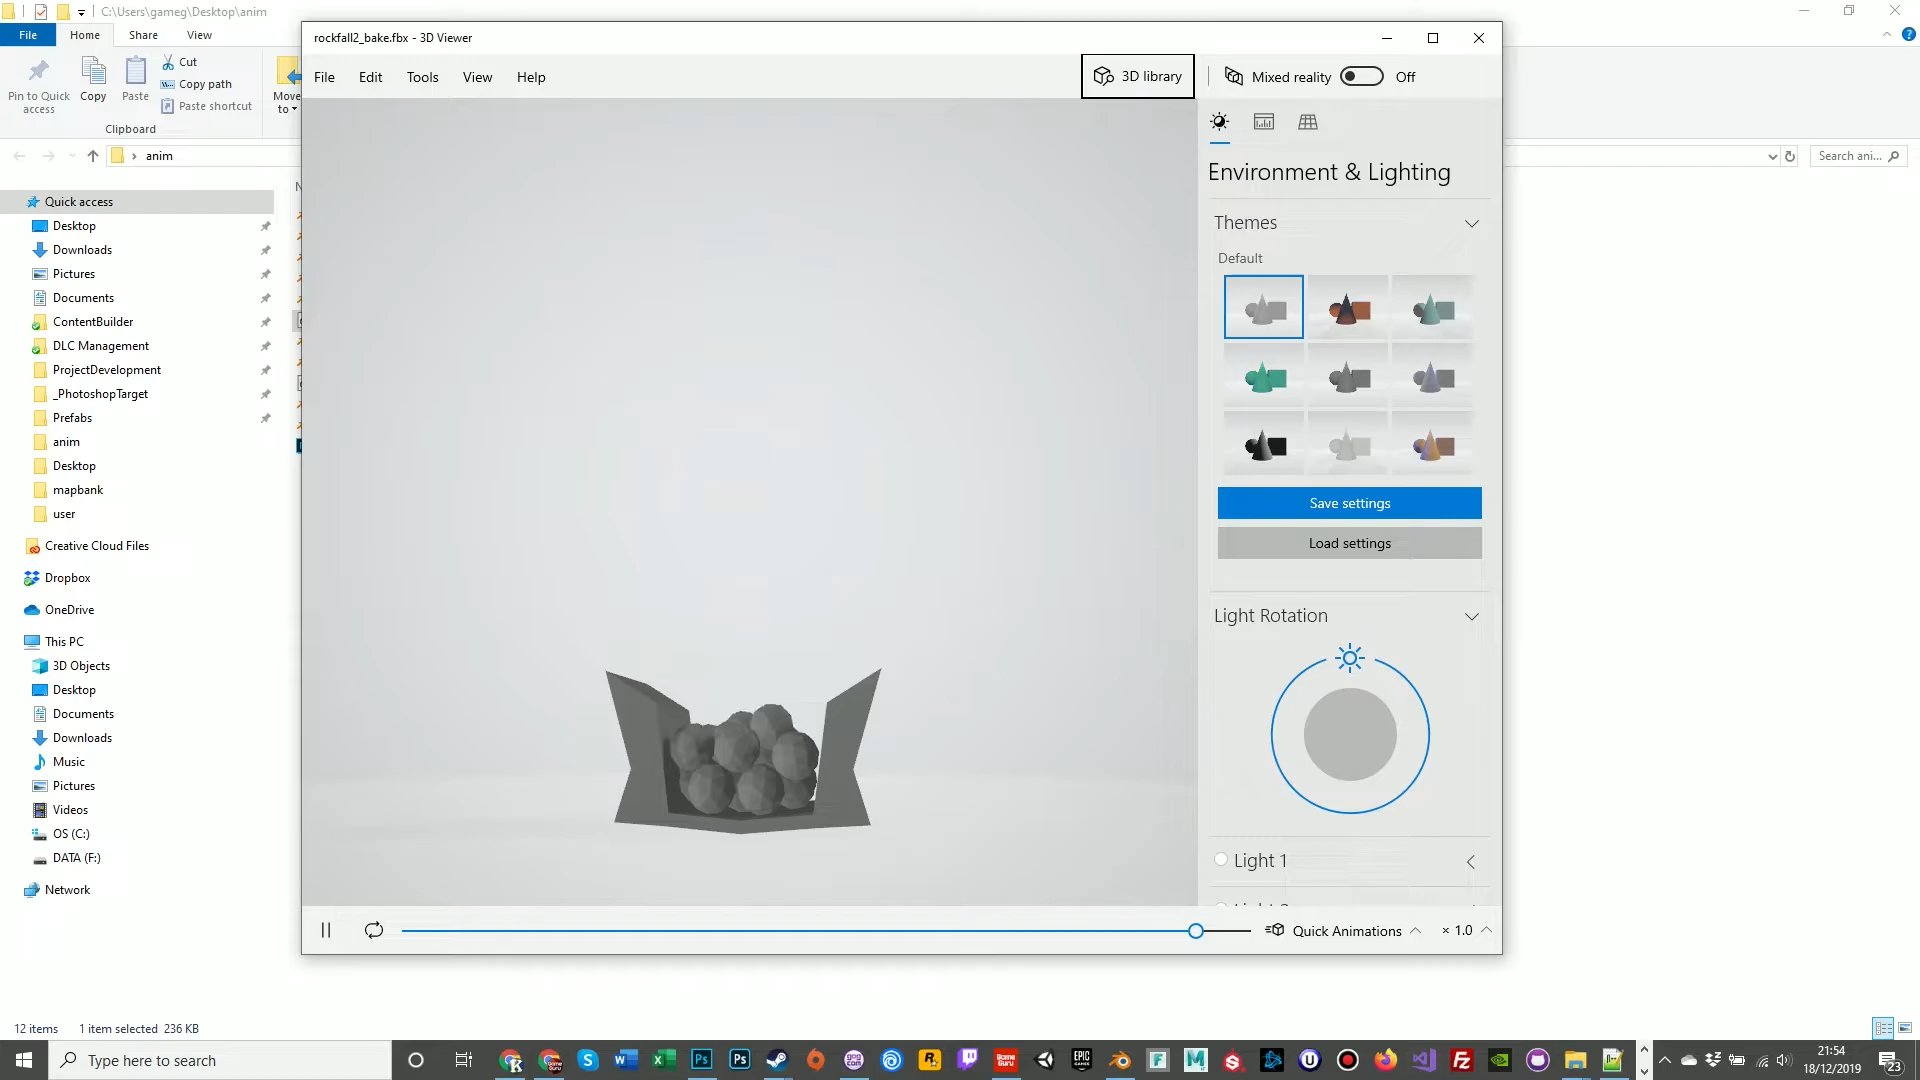 C:\Users\gameg\Desktop\anim
File
Home
Share
View
Pin to Quick access
Copy
Paste
Cut
Copy path
Paste shortcut
Move to
Clipboard
anim
Search ani...
Quick access
Desktop
Downloads
Pictures
Documents
ContentBuilder
DLC Management
ProjectDevelopment
_PhotoshopTarget
Prefabs
anim
Desktop
mapbank
user
Creative Cloud Files
Dropbox
OneDrive
This PC
3D Objects
Desktop
Documents
Downloads
Music
Pictures
Videos
OS (C:)
DATA (F:)
Network
12 items
1 item selected 236 KB
rockfall2_bake.fbx - 3D Viewer
File
Edit
Tools
View
Help
3D library
Mixed reality
Off
Environment & Lighting
Themes
Default
Save settings
Load settings
Light Rotation
Light 1
Quick Animations
× 1.0
Type here to search
21:54
18/12/2019
23